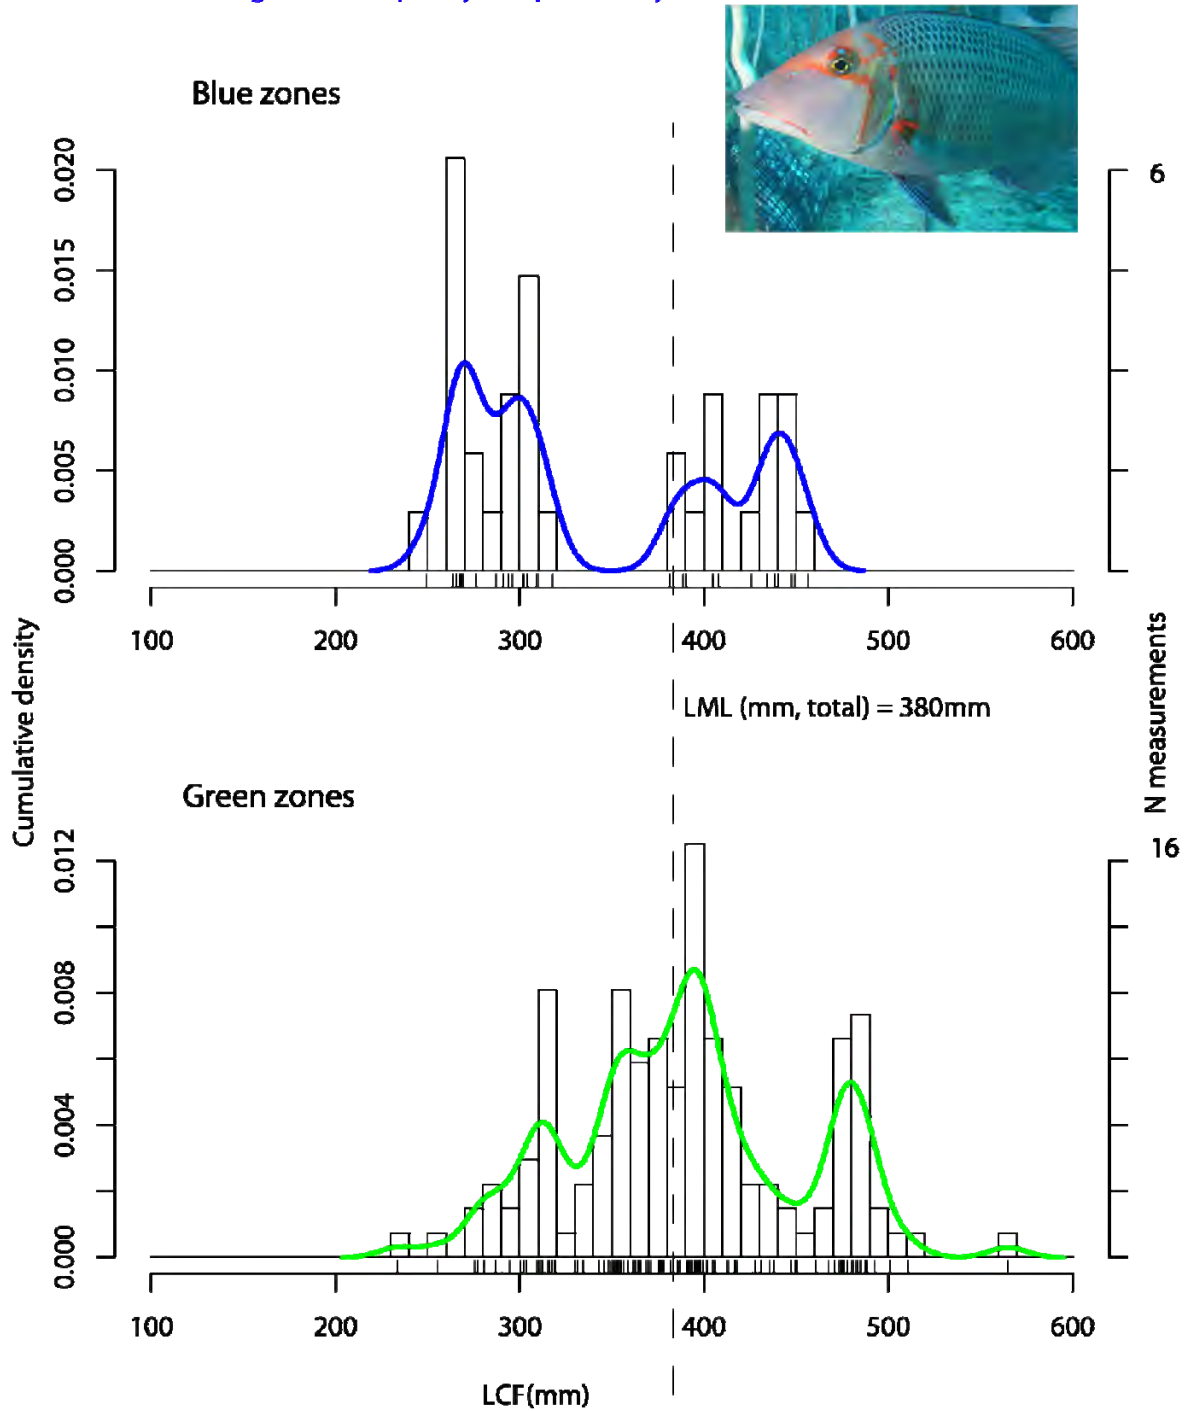 Blue zones
0.020
0.015
0.010
0.005
0.000
6
100 200 300 400 500 600
LML (mm, total) = 380mm
Cumulative density
N measurements
Green zones
0.012
0.008
0.004
0.000
16
100 200 300 400 500 600
LCF(mm)